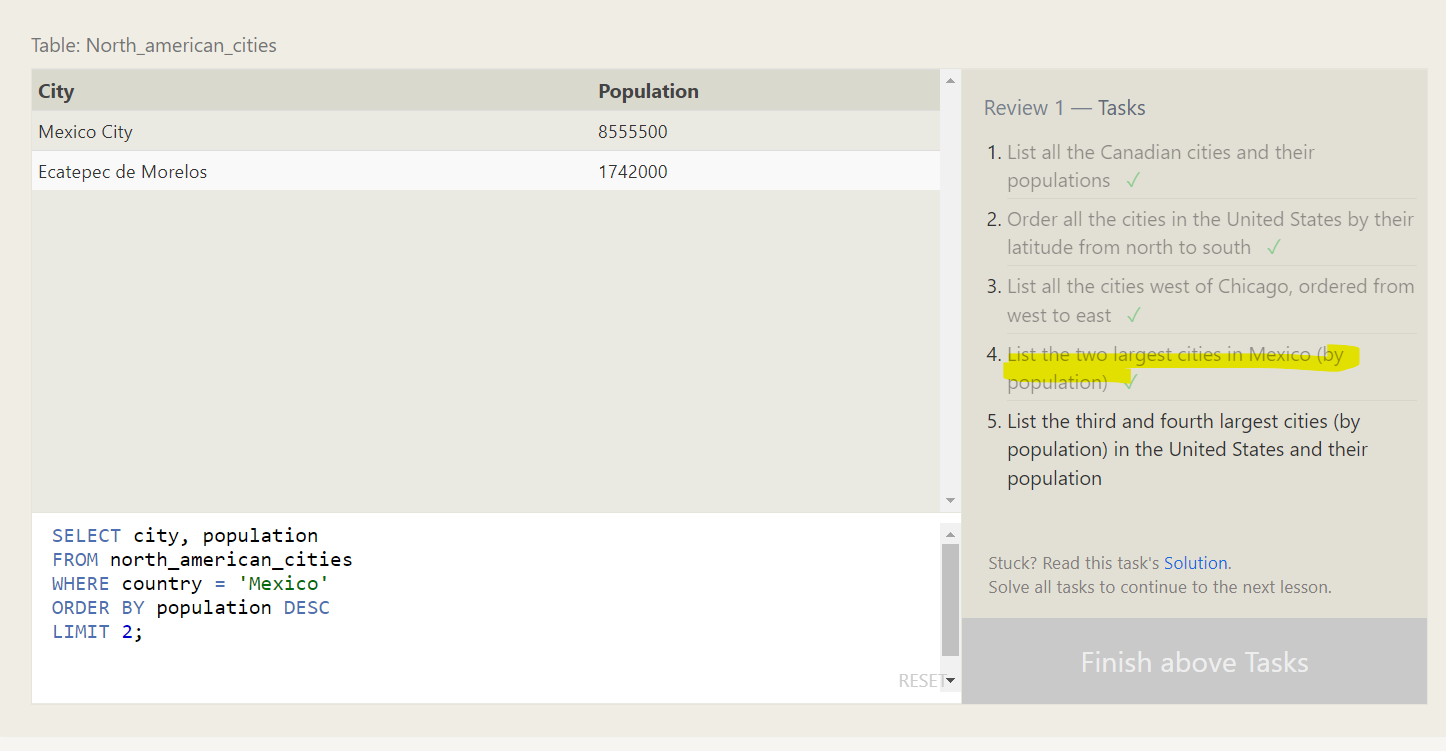 Table: North_american_cities
City Population
Mexico City 8555500
Ecatepec de Morelos 1742000
SELECT city, population
FROM north_american_cities
WHERE country = 'Mexico'
ORDER BY population DESC
LIMIT 2;
RESET
Review 1 — Tasks
1. List all the Canadian cities and their
populations ✓
2. Order all the cities in the United States by their
latitude from north to south ✓
3. List all the cities west of Chicago, ordered from
west to east ✓
4. List the two largest cities in Mexico (by
population) ✓
5. List the third and fourth largest cities (by
population) in the United States and their
population
Stuck? Read this task's Solution.
Solve all tasks to continue to the next lesson.
Finish above Tasks